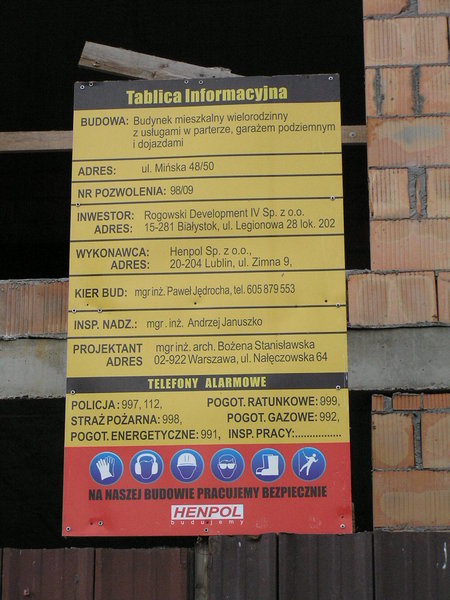 Tablica Informacyjna
BUDOWA: Budynek mieszkalny wielorodzinny
z usługami w parterze, garażem podziemnym
i dojazdami
ADRES: ul. Mińska 48/50
NR POZWOLENIA: 98/09
INWESTOR: Rogowski Development IV Sp. z o.o.
ADRES: 15-281 Białystok, ul. Legionowa 28 lok. 202
WYKONAWCA: Henpol Sp. z o.o.,
ADRES: 20-204 Lublin, ul. Zimna 9,
KIER BUD: mgr inż. Paweł Jędrocha, tel. 605 879 553
INSP. NADZ.: mgr. inż. Andrzej Januszko
PROJEKTANT mgr inż. arch. Bożena Stanisławska
ADRES 02-922 Warszawa, ul. Nałęczowska 64
TELEFONY ALARMOWE
POLICJA: 997, 112, POGOT. RATUNKOWE: 999,
STRAŻ POŻARNA: 998, POGOT. GAZOWE: 992,
POGOT. ENERGETYCZNE: 991, INSP. PRACY:.................
NA NASZEJ BUDOWIE PRACUJEMY BEZPIECZNIE
HENPOL
budujemy